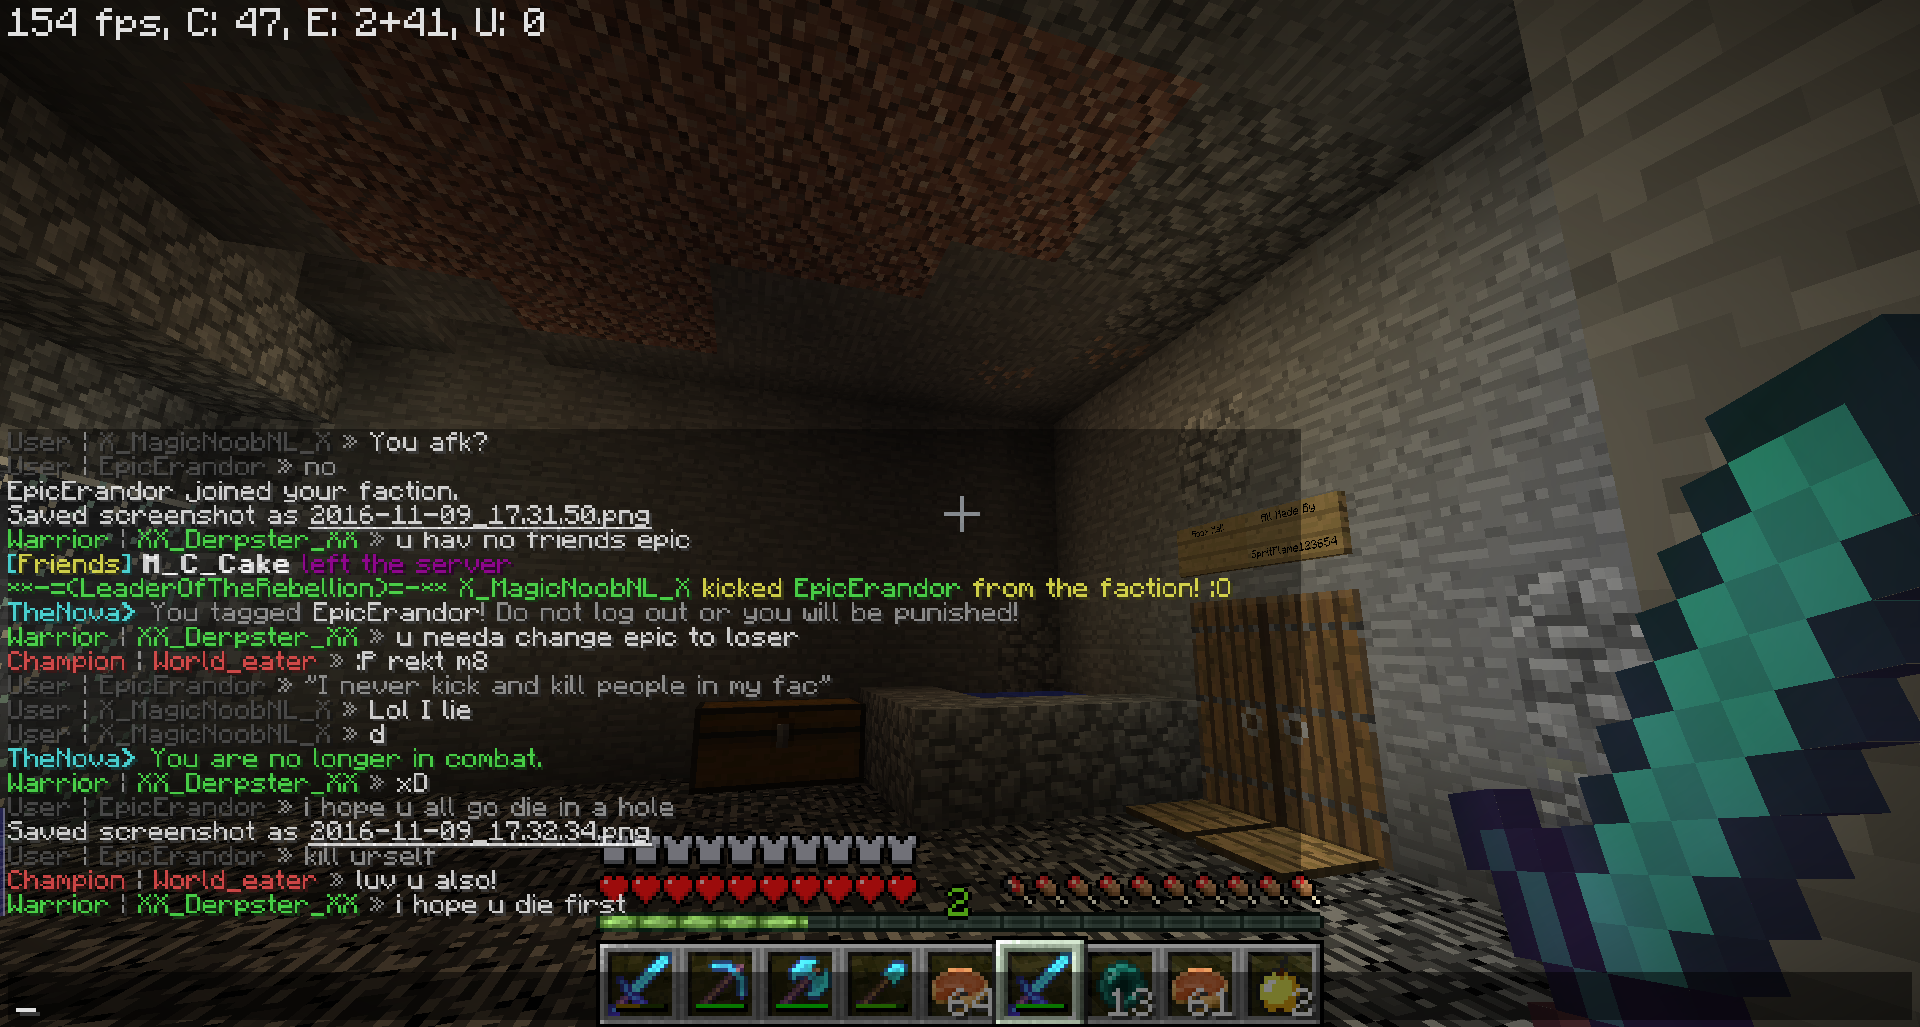 154 fps, C: 47, E: 2+41, U: 0
User | X_MagicNoobNL_X » You afk?
User | EpicErandor » no
EpicErandor joined your faction.
Saved screenshot as 2016-11-09_17.31.50.png
Warrior | XX_Derpster_XX » u hav no friends epic
[Friends] M_C_Cake left the server
**-=(LeaderOfTheRebellion)=-** X_MagicNoobNL_X kicked EpicErandor from the faction! :O
TheNova> You tagged EpicErandor! Do not log out or you will be punished!
Warrior | XX_Derpster_XX » u needa change epic to loser
Champion | World_eater » :P rekt m8
User | EpicErandor » "I never kick and kill people in my fac"
User | X_MagicNoobNL_X » Lol I lie
User | X_MagicNoobNL_X » d
TheNova> You are no longer in combat.
Warrior | XX_Derpster_XX » xD
User | EpicErandor » i hope u all go die in a hole
Saved screenshot as 2016-11-09_17.32.34.png
User | EpicErandor » kill urself
Champion | World_eater » luv u also!
Warrior | XX_Derpster_XX » i hope u die first
All Made By
2
64 13 61 2